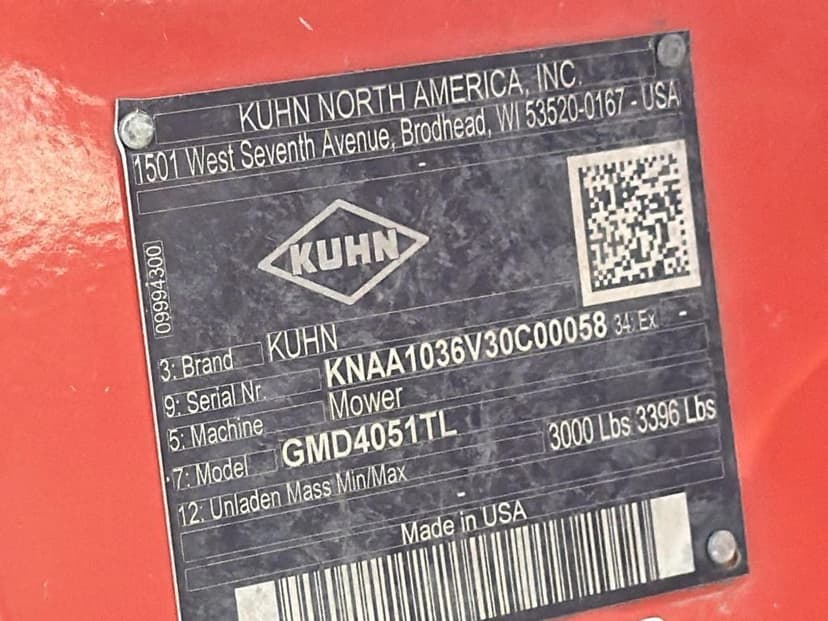 KUHN NORTH AMERICA, INC.
1501 West Seventh Avenue, Brodhead, WI 53520-0167 - USA
-
KUHN
09994300
3: Brand KUHN
9: Serial Nr. KNAA1036V30C00058 34: Ex -
5: Machine Mower
7: Model GMD4051TL
12: Unladen Mass Min/Max 3000 Lbs 3396 Lbs
-
Made in USA